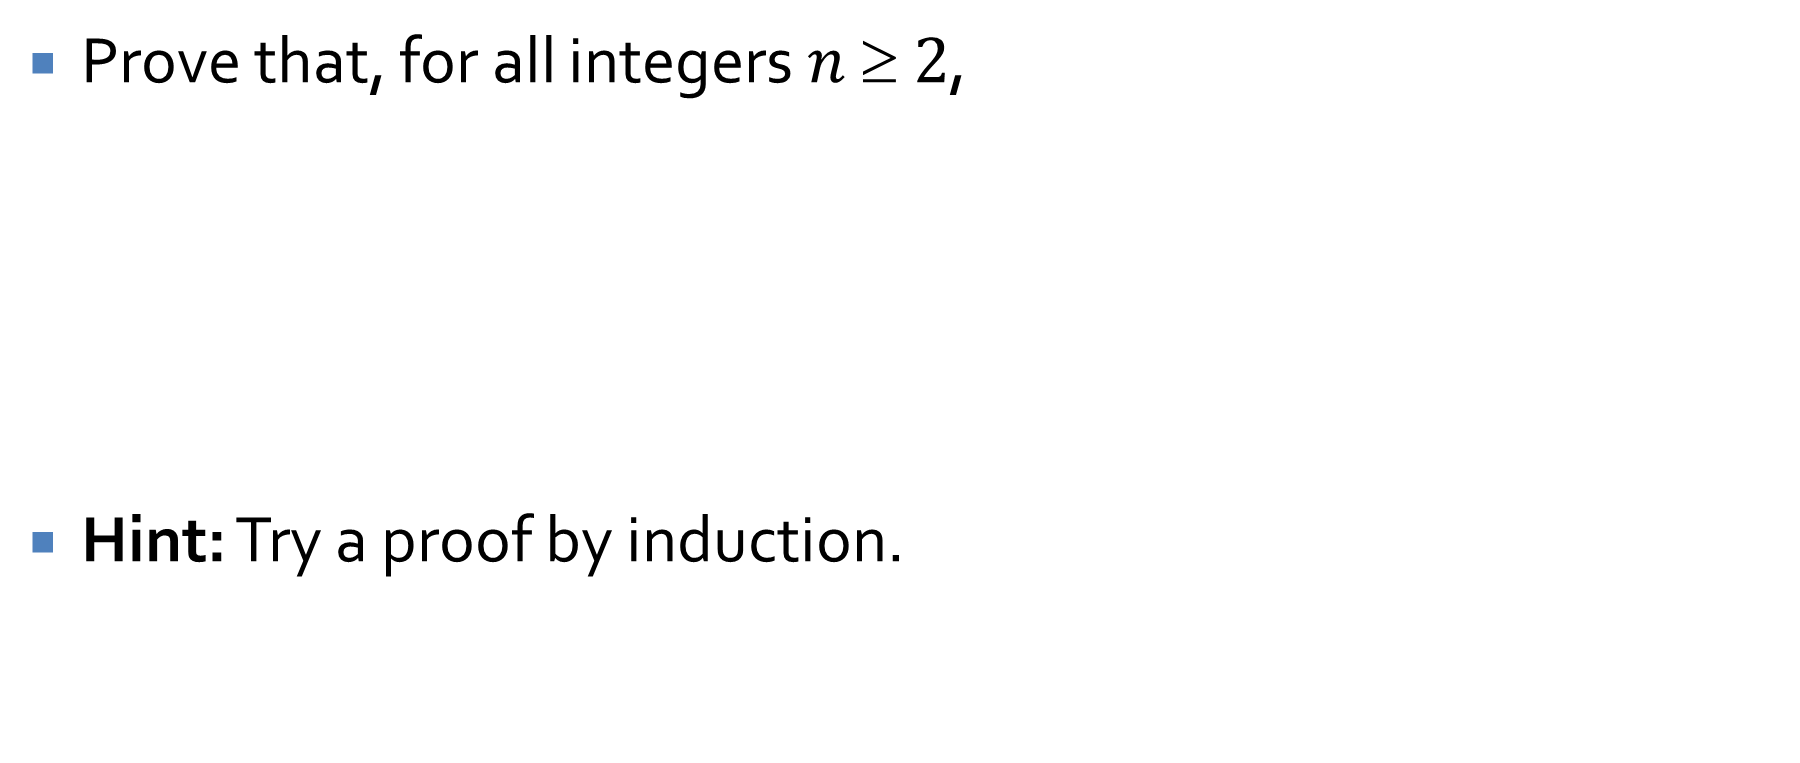 ▪ Prove that, for all integers n ≥ 2,
▪ Hint: Try a proof by induction.